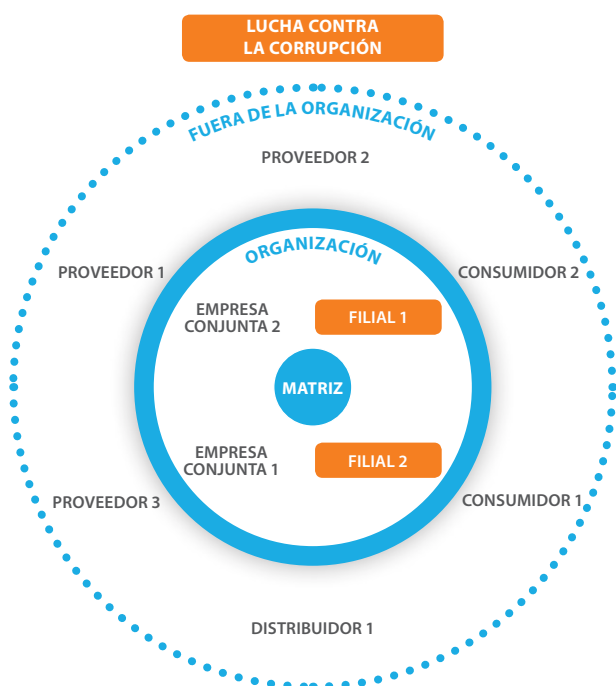 LUCHA CONTRA
LA CORRUPCIÓN
FUERA DE LA ORGANIZACIÓN
PROVEEDOR 2
ORGANIZACIÓN
PROVEEDOR 1
CONSUMIDOR 2
EMPRESA
CONJUNTA 2
FILIAL 1
MATRIZ
EMPRESA
CONJUNTA 1
FILIAL 2
PROVEEDOR 3
CONSUMIDOR 1
DISTRIBUIDOR 1